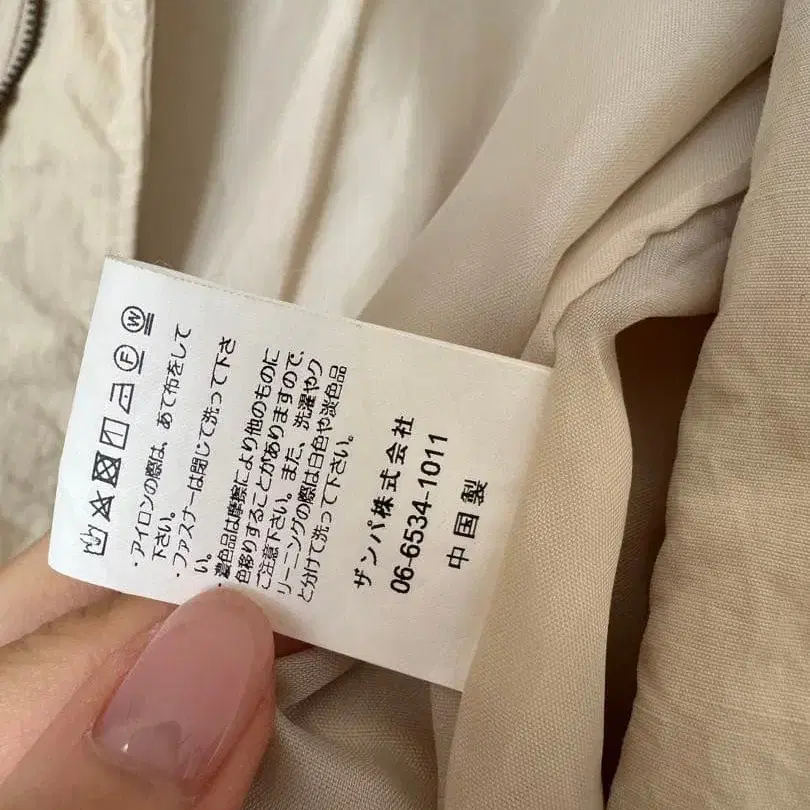 ・アイロンの際は、あて布をして
下さい。
・ファスナーは閉じて洗って下さ
い。
・濃色品は摩擦により他のものに
色移りすることがありますので、
ご注意下さい。また、洗濯やク
リーニングの際は白色や淡色品
と分けて洗って下さい。
ザンパ株式会社
06-6534-1011
中国製